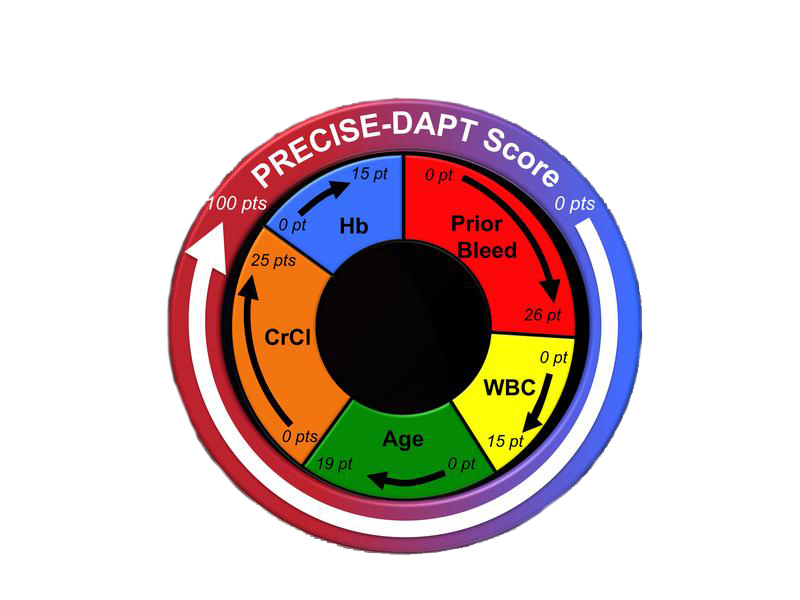 PRECISE-DAPT Score
100 pts
0 pts
0 pt
15 pt
Hb
0 pt
Prior
Bleed
26 pt
0 pt
WBC
15 pt
Age
0 pt
19 pt
0 pts
CrCl
25 pts